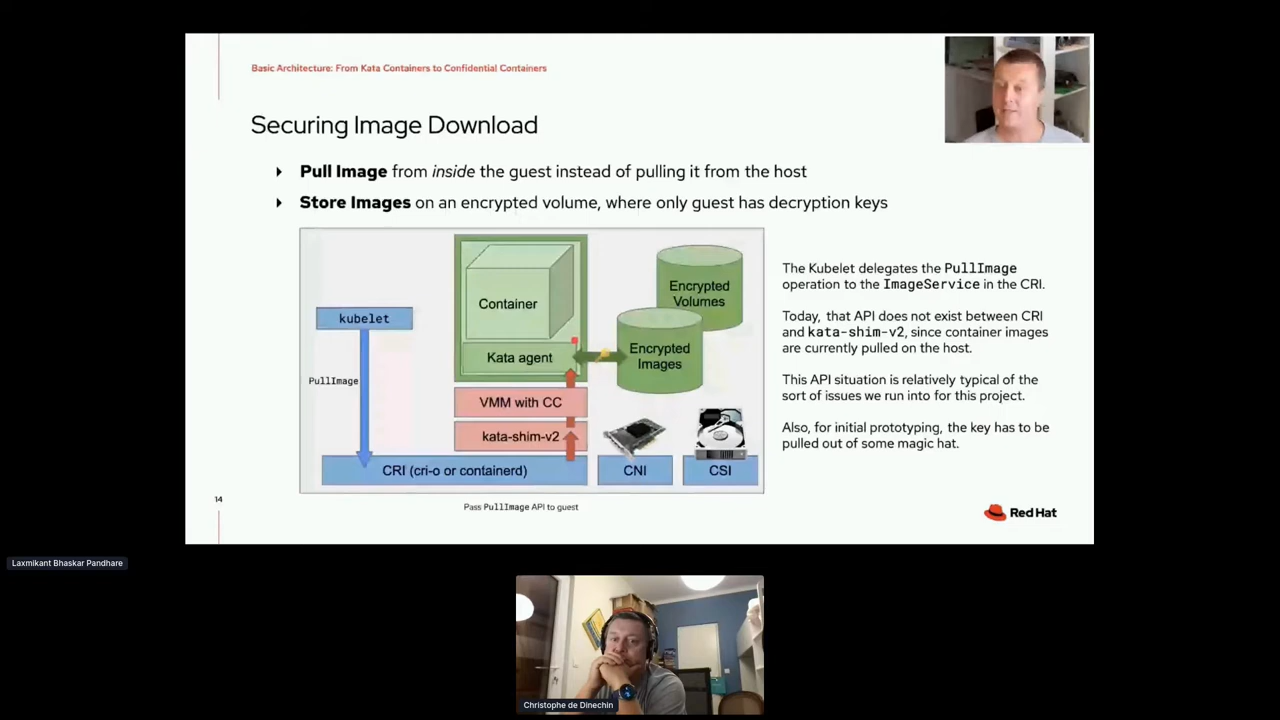 Basic Architecture: From Kata Containers to Confidential Containers
Securing Image Download
Pull Image from inside the guest instead of pulling it from the host
Store Images on an encrypted volume, where only guest has decryption keys
kubelet
PullImage
Container
Kata agent
VMM with CC
kata-shim-v2
CRI (cri-o or containerd)
Encrypted
Volumes
Encrypted
Images
CNI
CSI
Pass PullImage API to guest
The Kubelet delegates the PullImage
operation to the ImageService in the CRI.
Today, that API does not exist between CRI
and kata-shim-v2, since container images
are currently pulled on the host.
This API situation is relatively typical of the
sort of issues we run into for this project.
Also, for initial prototyping, the key has to be
pulled out of some magic hat.
14
Red Hat
Laxmikant Bhaskar Pandhare
Christophe de Dinechin